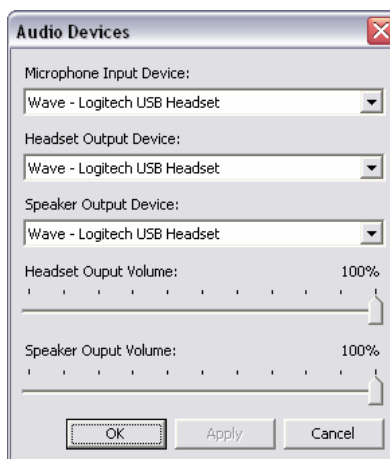 Audio Devices
Microphone Input Device:
Wave - Logitech USB Headset
Headset Output Device:
Wave - Logitech USB Headset
Speaker Output Device:
Wave - Logitech USB Headset
Headset Ouput Volume: 100%
Speaker Ouput Volume: 100%
OK Apply Cancel